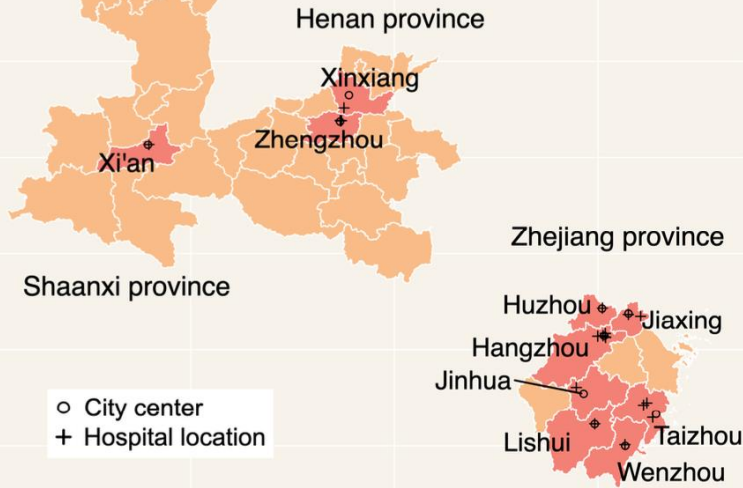 Henan province
Xinxiang
Zhengzhou
Xi'an
Zhejiang province
Shaanxi province
Huzhou
Jiaxing
Hangzhou
Jinhua
City center
Hospital location
Lishui
Taizhou
Wenzhou